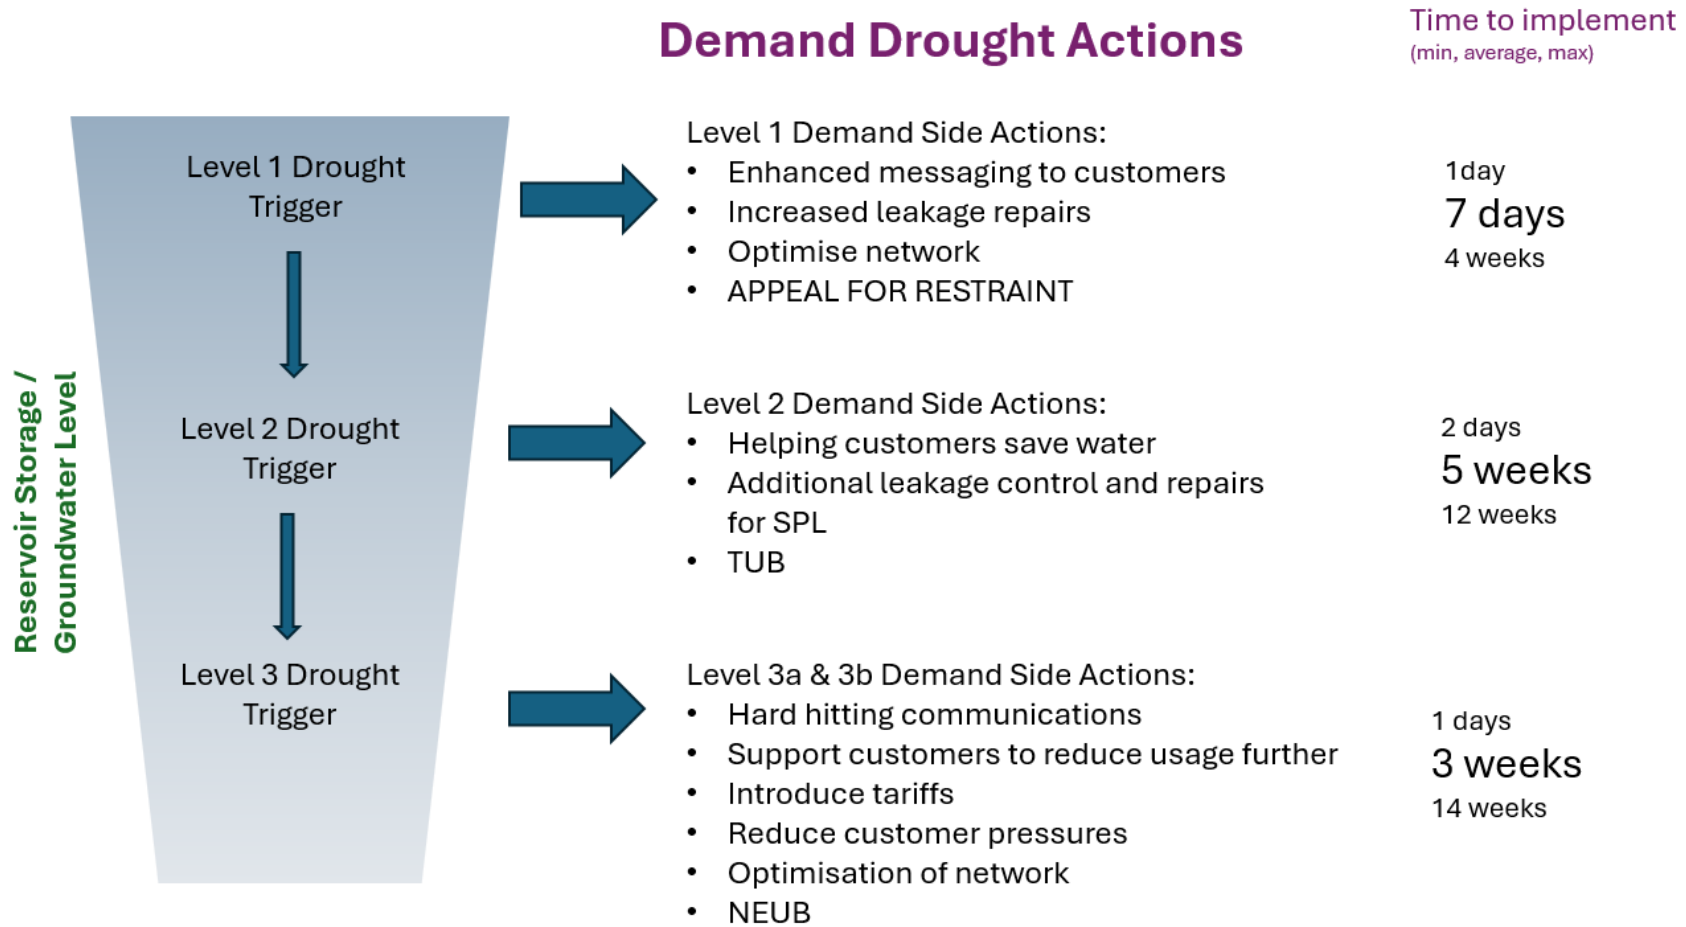 Demand Drought Actions
Time to implement
(min, average, max)
Reservoir Storage /
Groundwater Level
Level 1 Drought
Trigger
Level 1 Demand Side Actions:
• Enhanced messaging to customers
• Increased leakage repairs
• Optimise network
• APPEAL FOR RESTRAINT
1day
7 days
4 weeks
Level 2 Drought
Trigger
Level 2 Demand Side Actions:
• Helping customers save water
• Additional leakage control and repairs
for SPL
• TUB
2 days
5 weeks
12 weeks
Level 3 Drought
Trigger
Level 3a & 3b Demand Side Actions:
• Hard hitting communications
• Support customers to reduce usage further
• Introduce tariffs
• Reduce customer pressures
• Optimisation of network
• NEUB
1 days
3 weeks
14 weeks